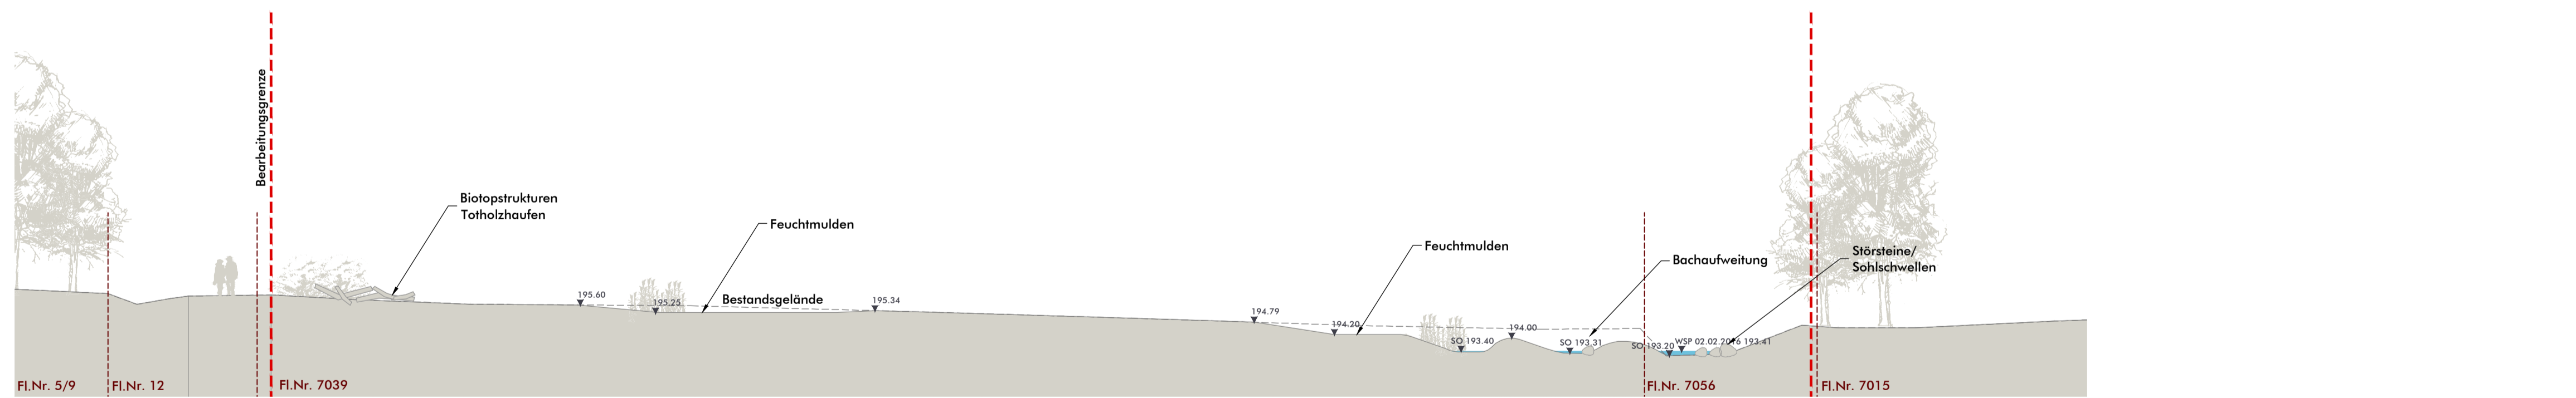 Bearbeitungsgrenze
Biotopstrukturen
Totholzhaufen
Feuchtmulden
Feuchtmulden
Bachaufweitung
Störsteine/
Sohlschwellen
195.60
195.25
Bestandsgelände
195.34
194.79
194.20
SO 193.40
194.00
SO 193.31
SO 193.20
WSP 02.02.2016 193.41
Fl.Nr. 5/9
Fl.Nr. 12
Fl.Nr. 7039
Fl.Nr. 7056
Fl.Nr. 7015